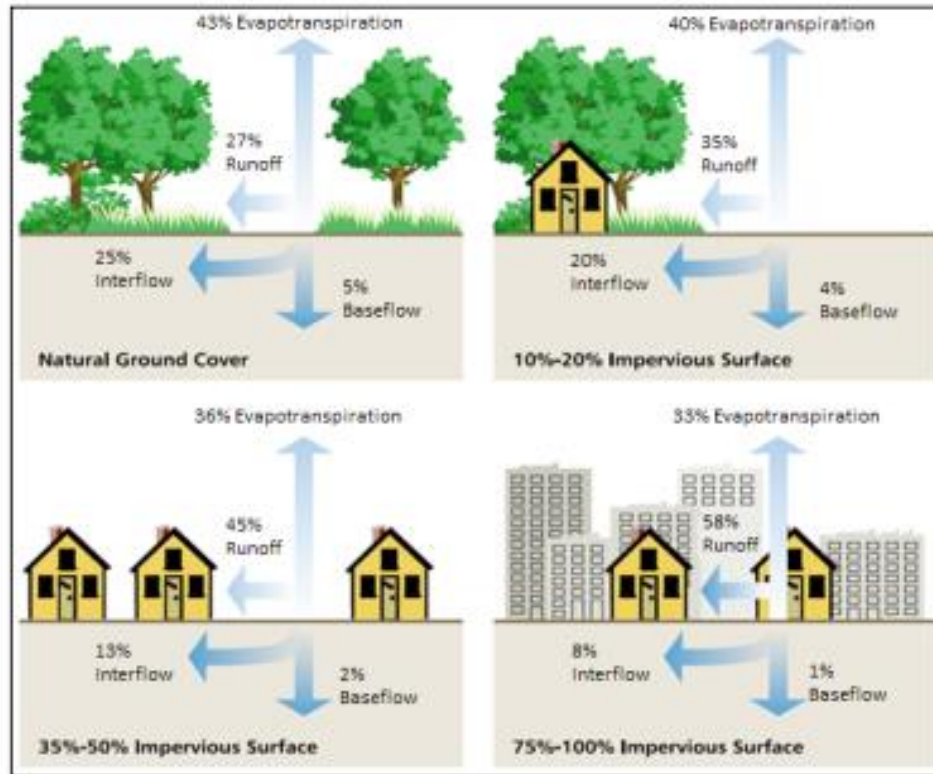 43% Evapotranspiration
27%
Runoff
25%
Interflow
5%
Baseflow
Natural Ground Cover
40% Evapotranspiration
35%
Runoff
20%
Interflow
4%
Baseflow
10%-20% Impervious Surface
36% Evapotranspiration
45%
Runoff
13%
Interflow
2%
Baseflow
35%-50% Impervious Surface
33% Evapotranspiration
58%
Runoff
8%
Interflow
1%
Baseflow
75%-100% Impervious Surface